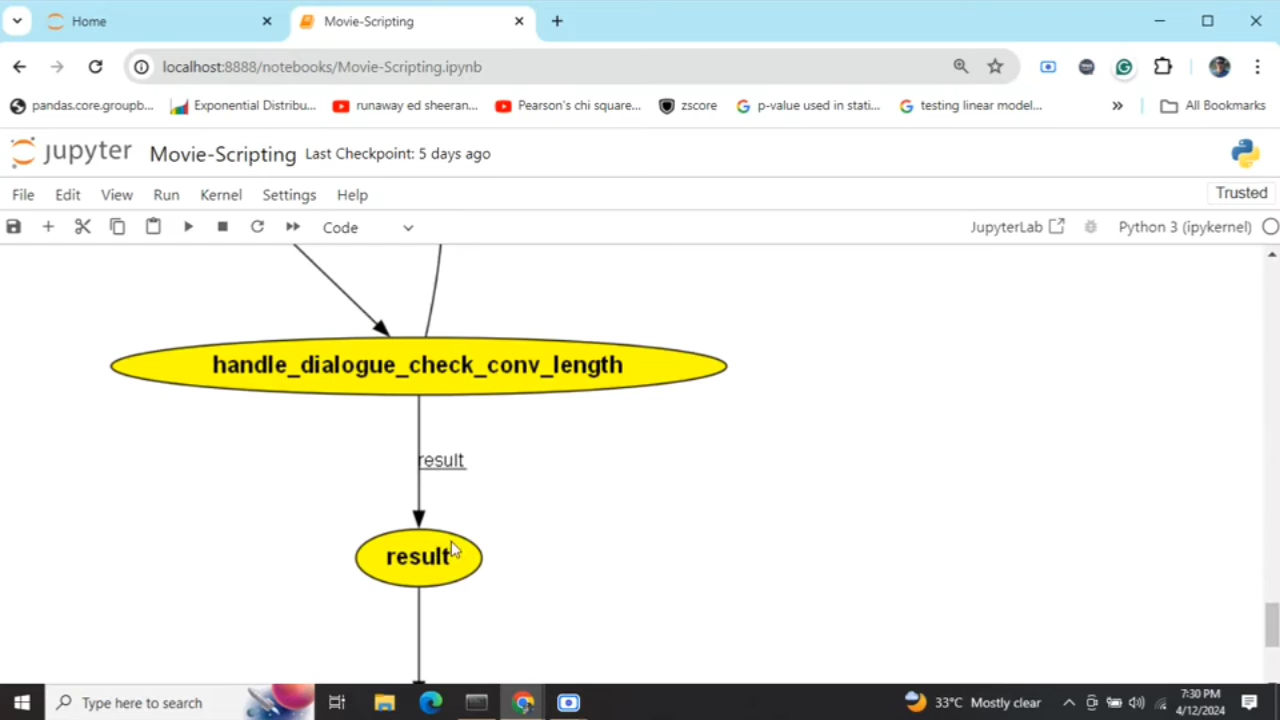 Home
Movie-Scripting
localhost:8888/notebooks/Movie-Scripting.ipynb
pandas.core.groupb...
Exponential Distribu...
runaway ed sheeran...
Pearson's chi square...
zscore
p-value used in stati...
testing linear model...
All Bookmarks
jupyter Movie-Scripting Last Checkpoint: 5 days ago
File Edit View Run Kernel Settings Help
Trusted
Code
JupyterLab
Python 3 (ipykernel)
handle_dialogue_check_conv_length
result
result
Type here to search
33°C Mostly clear
7:30 PM
4/12/2024